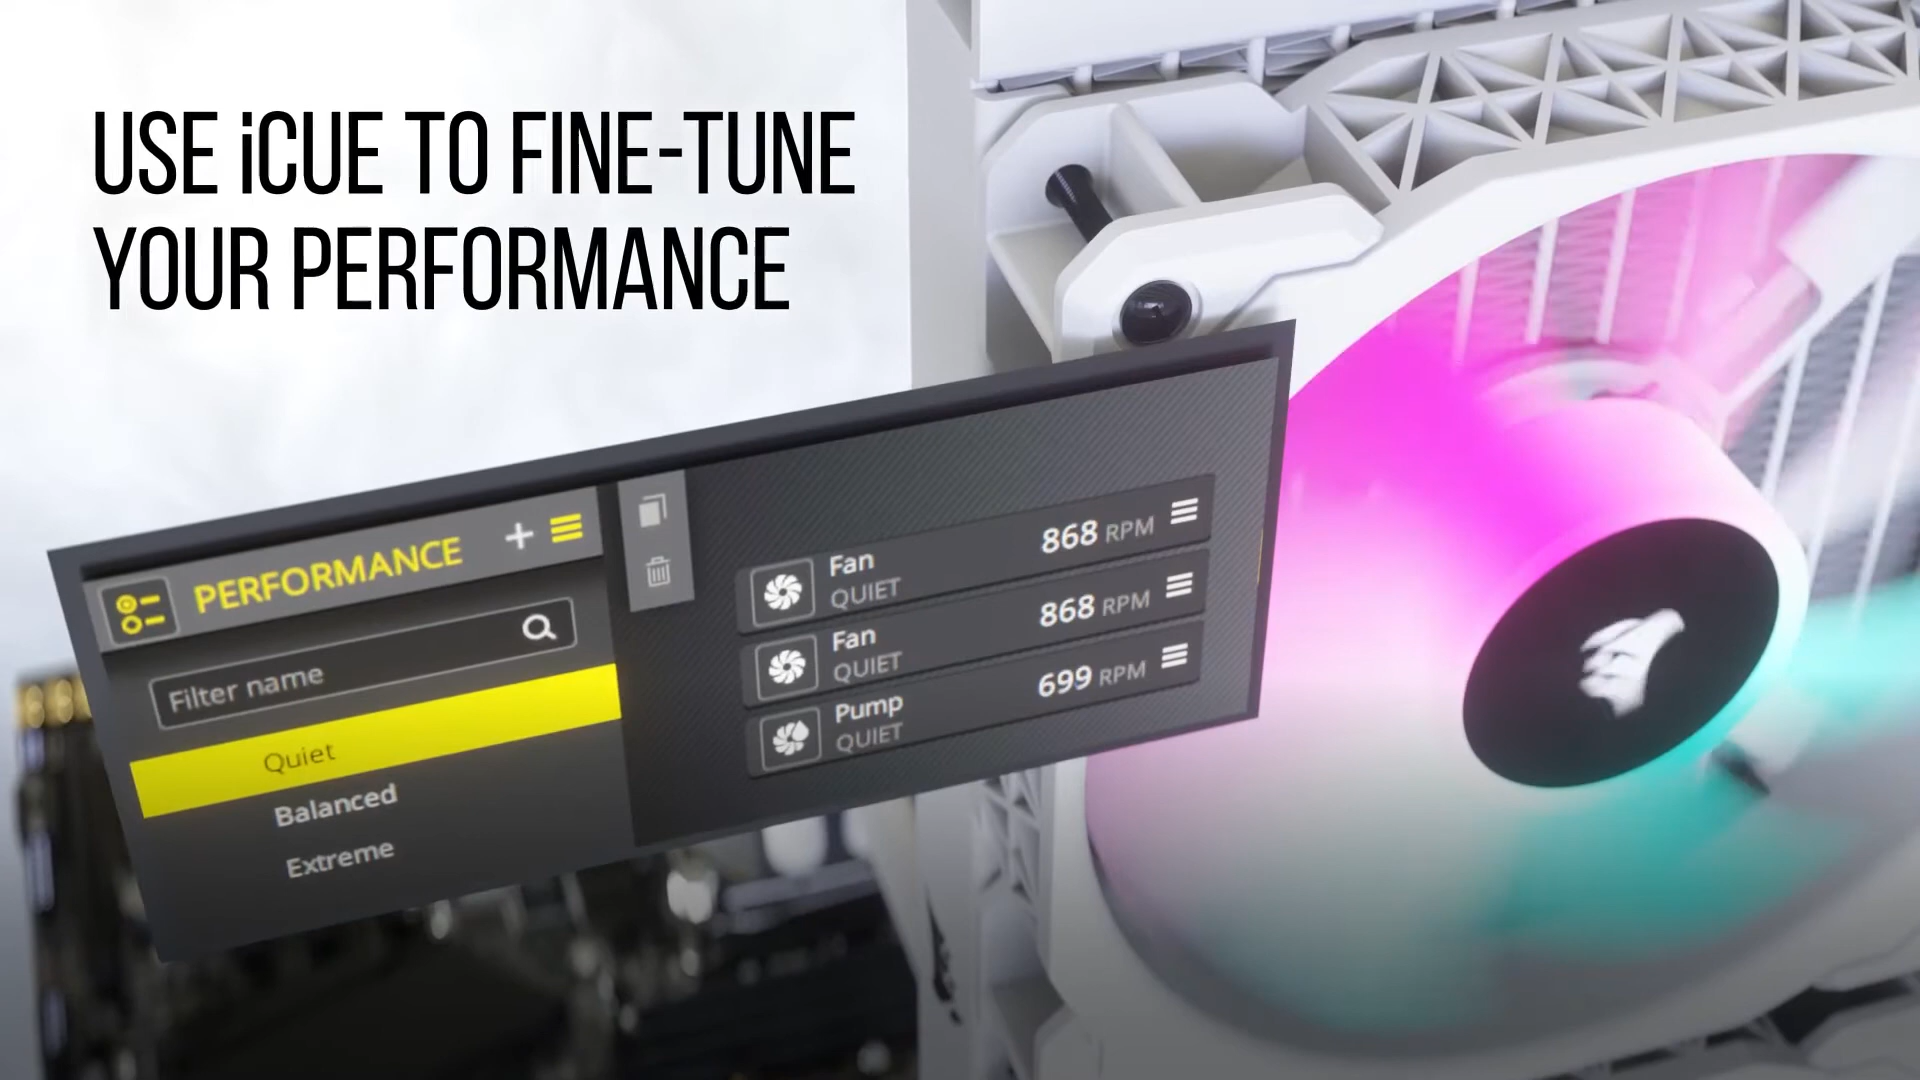 USE iCUE TO FINE-TUNE
YOUR PERFORMANCE
PERFORMANCE
Filter name
Quiet
Balanced
Extreme
Fan
QUIET
868 RPM
Fan
QUIET
868 RPM
Pump
QUIET
699 RPM